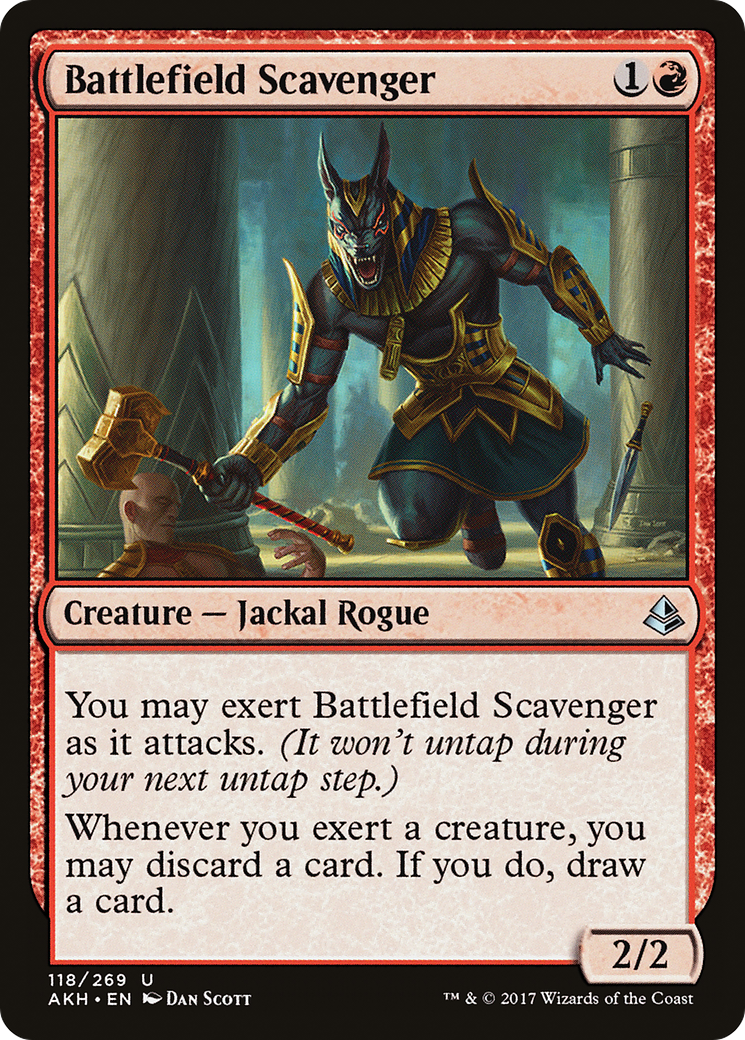 Battlefield Scavenger 1
Creature — Jackal Rogue
You may exert Battlefield Scavenger
as it attacks. (It won't untap during
your next untap step.)
Whenever you exert a creature, you
may discard a card. If you do, draw
a card.
2/2
118/269 U
AKH • EN Dan Scott
™ & © 2017 Wizards of the Coast